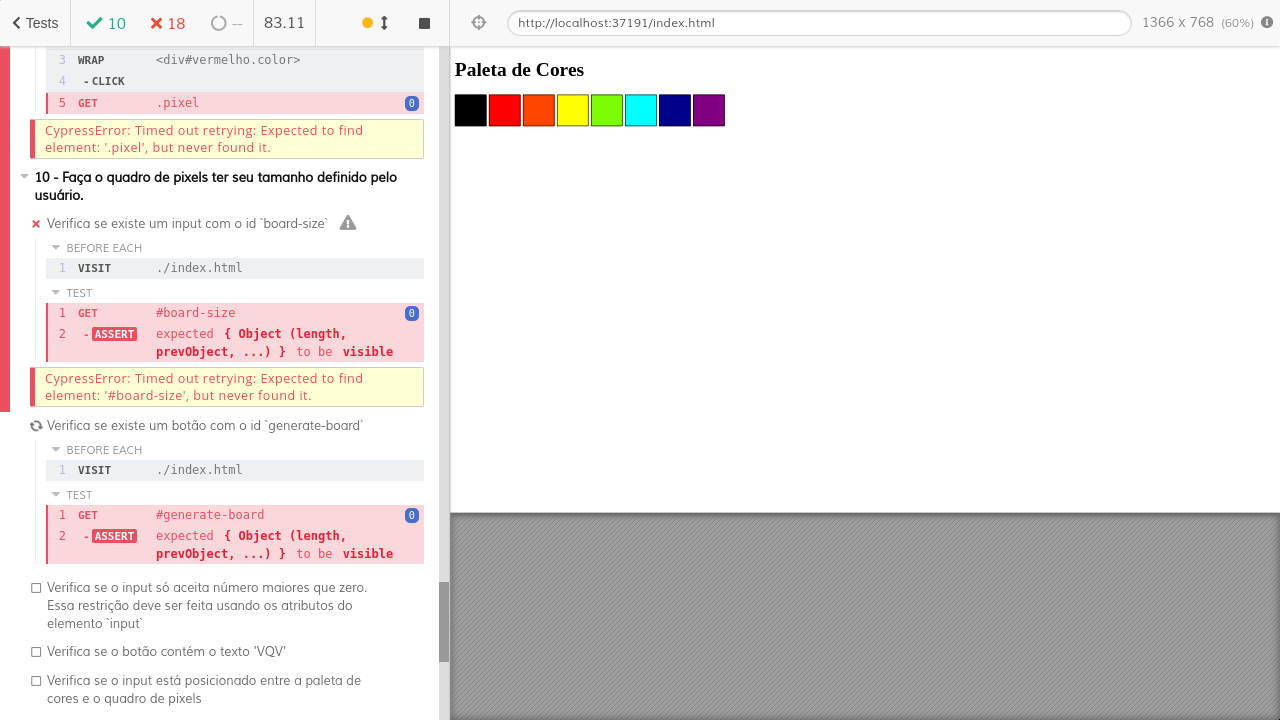 Tests 10 18 -- 83.11 http://localhost:37191/index.html 1366 x 768 (60%)
3 WRAP <div#vermelho.color>
4 - CLICK
5 GET .pixel 0
CypressError: Timed out retrying: Expected to find
element: '.pixel', but never found it.
10 - Faça o quadro de pixels ter seu tamanho definido pelo
usuário.
Verifica se existe um input com o id `board-size`
BEFORE EACH
1 VISIT ./index.html
TEST
1 GET #board-size 0
2 - ASSERT expected { Object (length,
prevObject, ...) } to be visible
CypressError: Timed out retrying: Expected to find
element: '#board-size', but never found it.
Verifica se existe um botão com o id `generate-board`
BEFORE EACH
1 VISIT ./index.html
TEST
1 GET #generate-board 0
2 - ASSERT expected { Object (length,
prevObject, ...) } to be visible
Verifica se o input só aceita número maiores que zero.
Essa restrição deve ser feita usando os atributos do
elemento `input`
Verifica se o botão contém o texto 'VQV'
Verifica se o input está posicionado entre a paleta de
cores e o quadro de pixels
Paleta de Cores